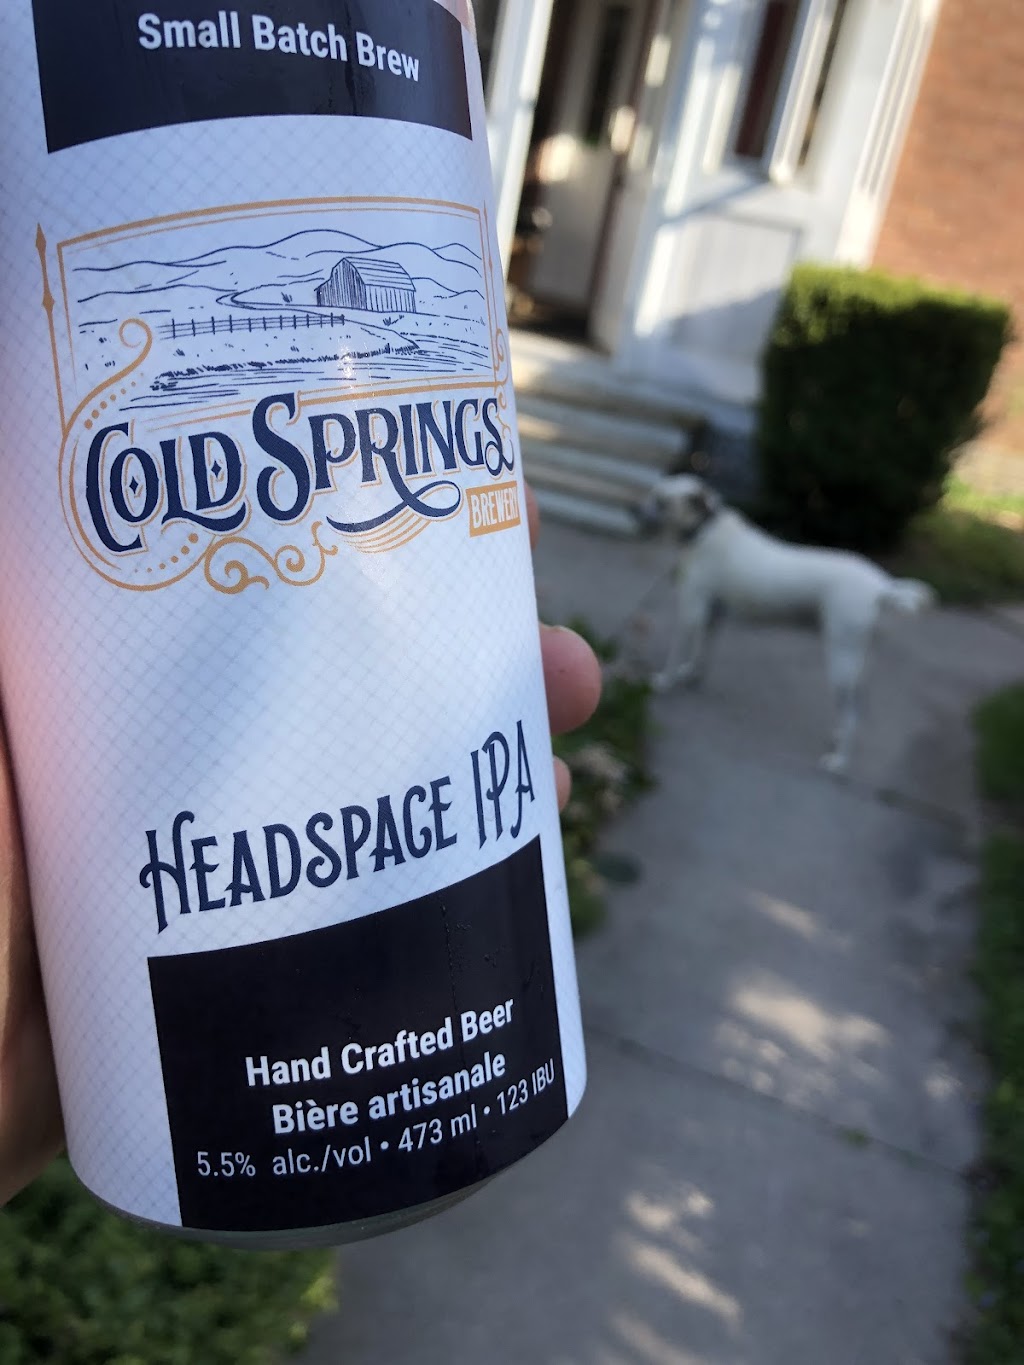 Small Batch Brew
COLD SPRINGS
BREWERY
HEADSPACE IPA
Hand Crafted Beer
Bière artisanale
5.5% alc./vol • 473 ml • 123 IBU